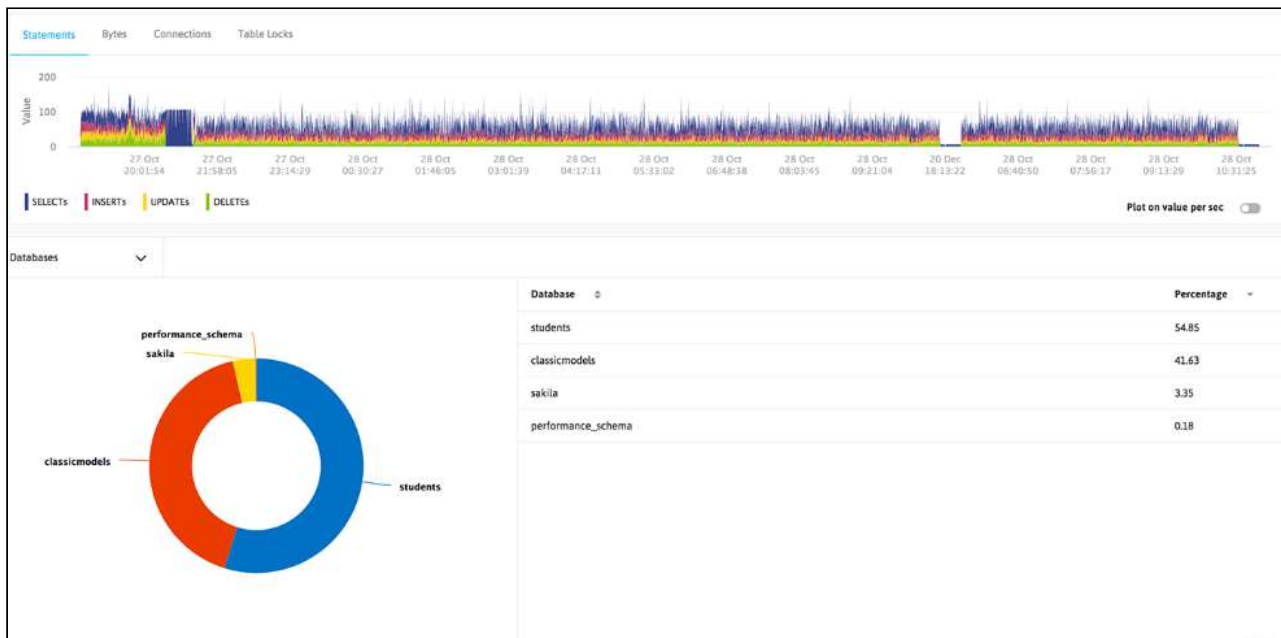 Statements Bytes Connections Table Locks
200
100
0
Value
27 Oct 27 Oct 27 Oct 28 Oct 28 Oct 28 Oct 28 Oct 28 Oct 28 Oct 28 Oct 28 Oct 20 Dec 28 Oct 28 Oct 28 Oct 28 Oct
20:01:54 21:58:05 23:14:29 00:30:27 01:46:05 03:01:39 04:17:11 05:33:02 06:48:38 08:03:45 09:21:04 18:13:22 06:40:50 07:56:17 09:13:29 10:31:25
SELECTs INSERTs UPDATEs DELETEs
Plot on value per sec
Databases
performance_schema
sakila
classicmodels
students
Database Percentage
students 54.85
classicmodels 41.63
sakila 3.35
performance_schema 0.18